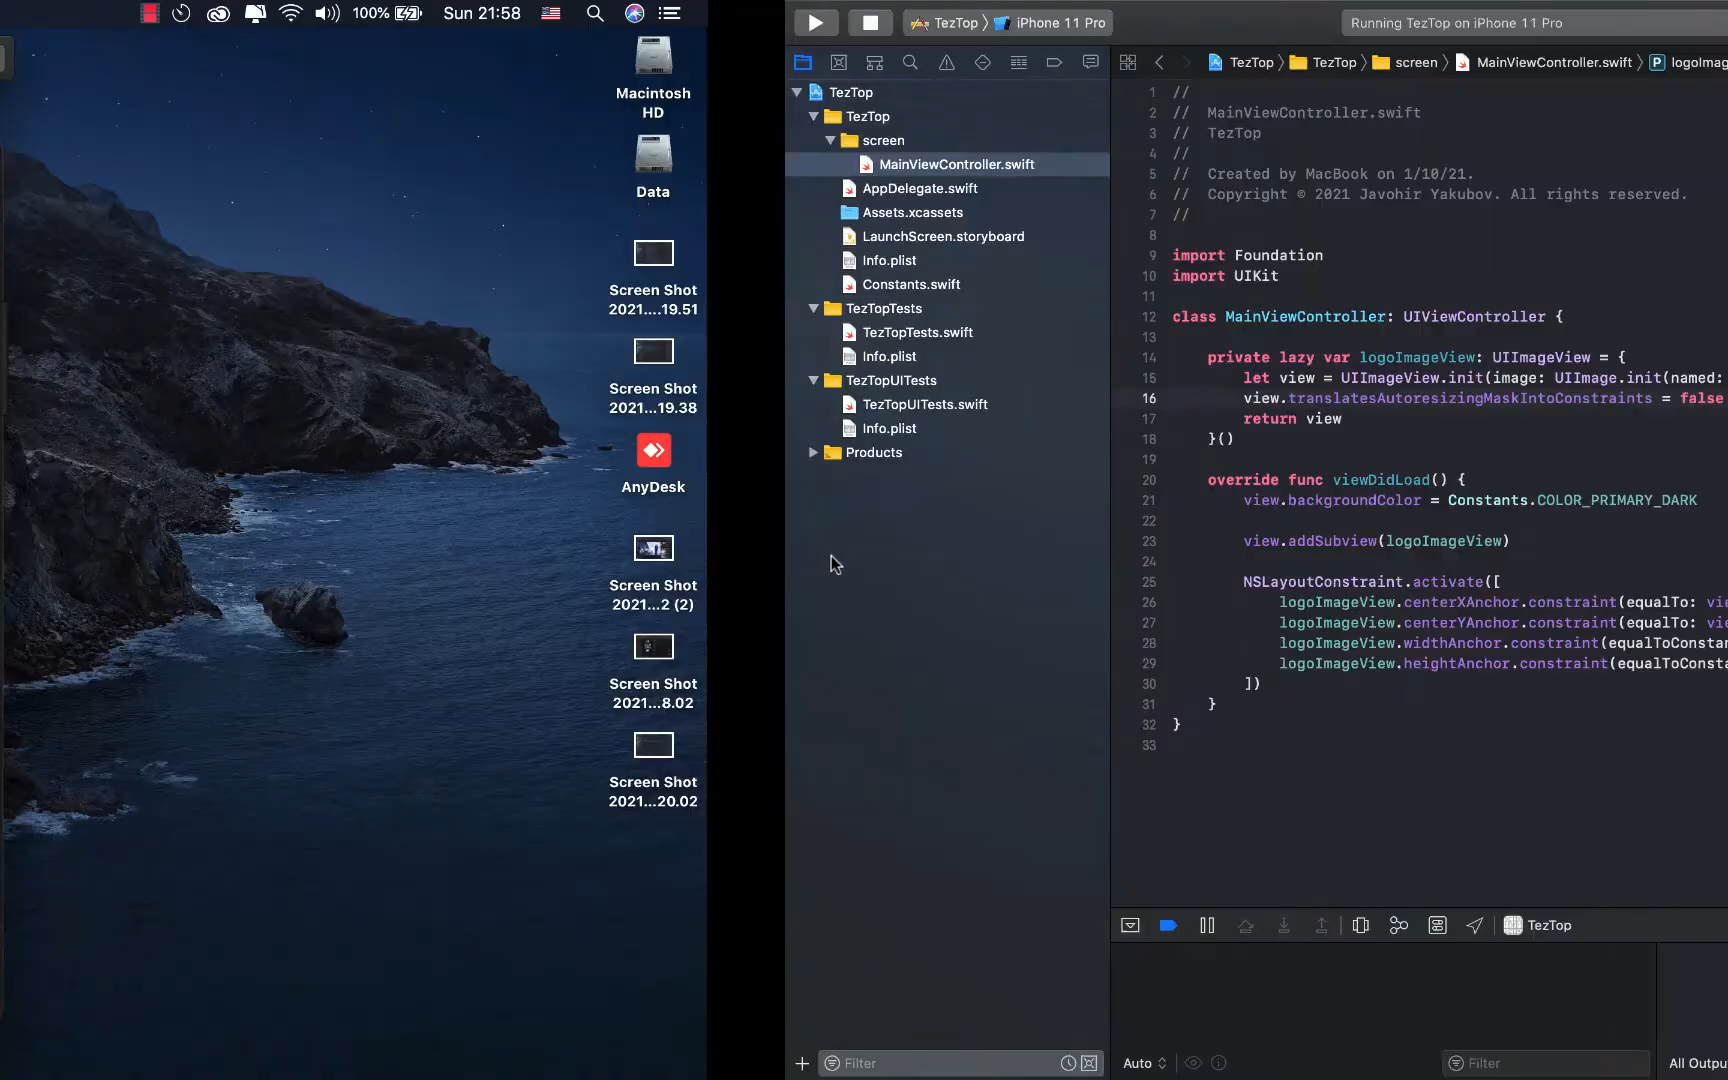 100%
Sun 21:58
Macintosh
HD
Data
Screen Shot
2021....19.51
Screen Shot
2021...19.38
AnyDesk
Screen Shot
2021...2 (2)
Screen Shot
2021...8.02
Screen Shot
2021...20.02
TezTop 〉 iPhone 11 Pro
Running TezTop on iPhone 11 Pro
TezTop 〉 TezTop 〉 screen 〉 MainViewController.swift 〉 P logoImag
TezTop
TezTop
screen
MainViewController.swift
AppDelegate.swift
Assets.xcassets
LaunchScreen.storyboard
Info.plist
Constants.swift
TezTopTests
TezTopTests.swift
Info.plist
TezTopUITests
TezTopUITests.swift
Info.plist
Products
Filter
1 //
2 // MainViewController.swift
3 // TezTop
4 //
5 // Created by MacBook on 1/10/21.
6 // Copyright © 2021 Javohir Yakubov. All rights reserved.
7 //
8
9 import Foundation
10 import UIKit
11
12 class MainViewController: UIViewController {
13
14 private lazy var logoImageView: UIImageView = {
15 let view = UIImageView.init(image: UIImage.init(named:
16 view.translatesAutoresizingMaskIntoConstraints = false
17 return view
18 }()
19
20 override func viewDidLoad() {
21 view.backgroundColor = Constants.COLOR_PRIMARY_DARK
22
23 view.addSubview(logoImageView)
24
25 NSLayoutConstraint.activate([
26 logoImageView.centerXAnchor.constraint(equalTo: vie
27 logoImageView.centerYAnchor.constraint(equalTo: vie
28 logoImageView.widthAnchor.constraint(equalToConstan
29 logoImageView.heightAnchor.constraint(equalToConsta
30 ])
31 }
32 }
33
TezTop
Auto
Filter
All Outpu